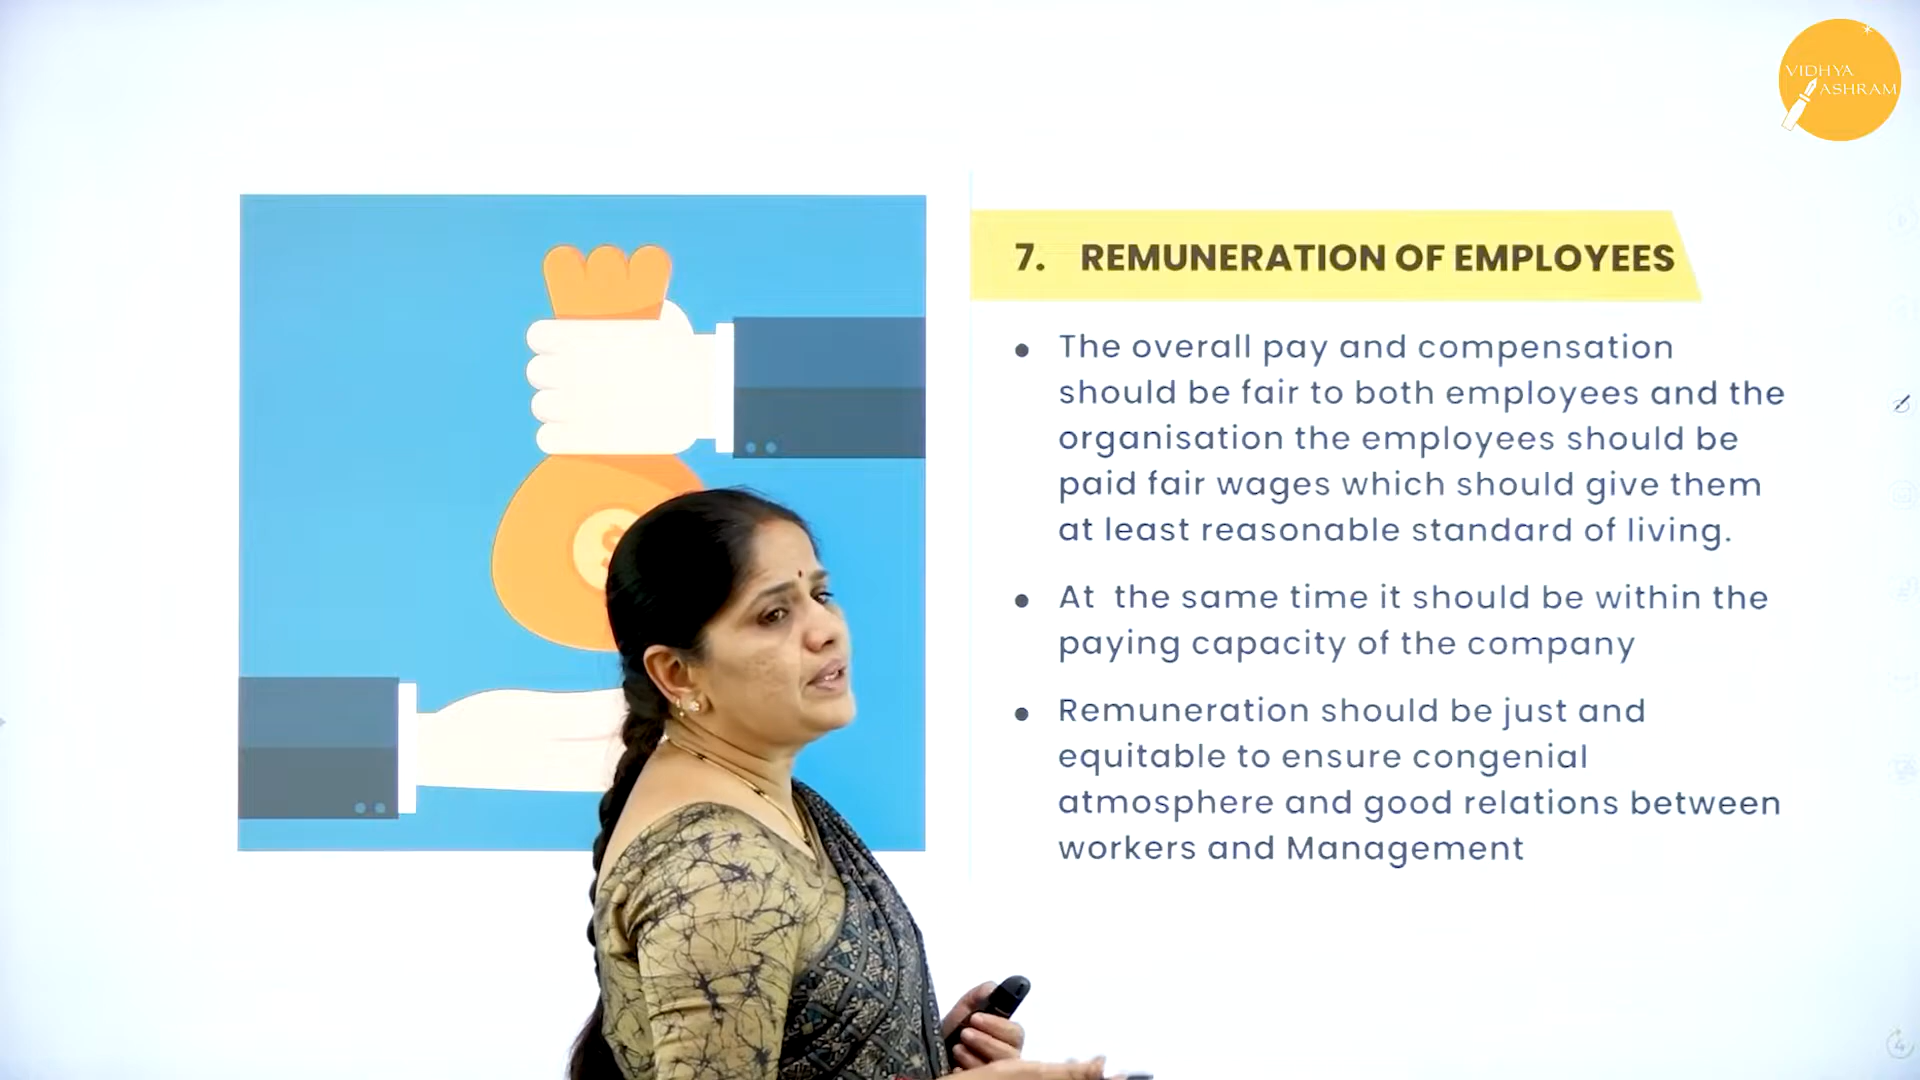 VIDHYA
ASHRAM
7. REMUNERATION OF EMPLOYEES
• The overall pay and compensation
should be fair to both employees and the
organisation the employees should be
paid fair wages which should give them
at least reasonable standard of living.
• At the same time it should be within the
paying capacity of the company
• Remuneration should be just and
equitable to ensure congenial
atmosphere and good relations between
workers and Management